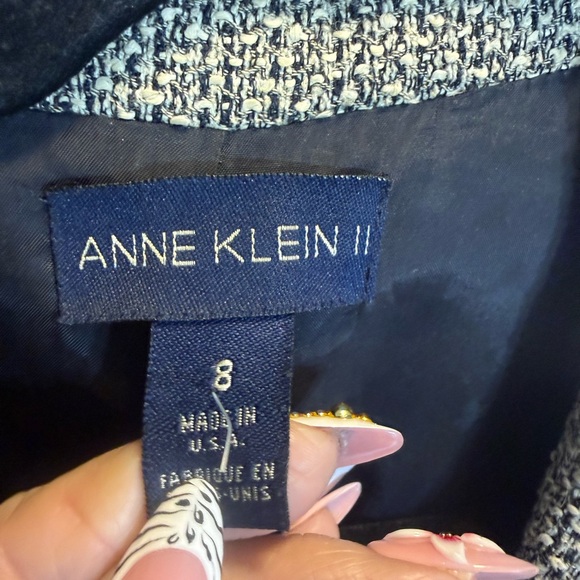 ANNE KLEIN II
8
MADE IN
U.S.A.
FABRIQUE EN
-UNIS